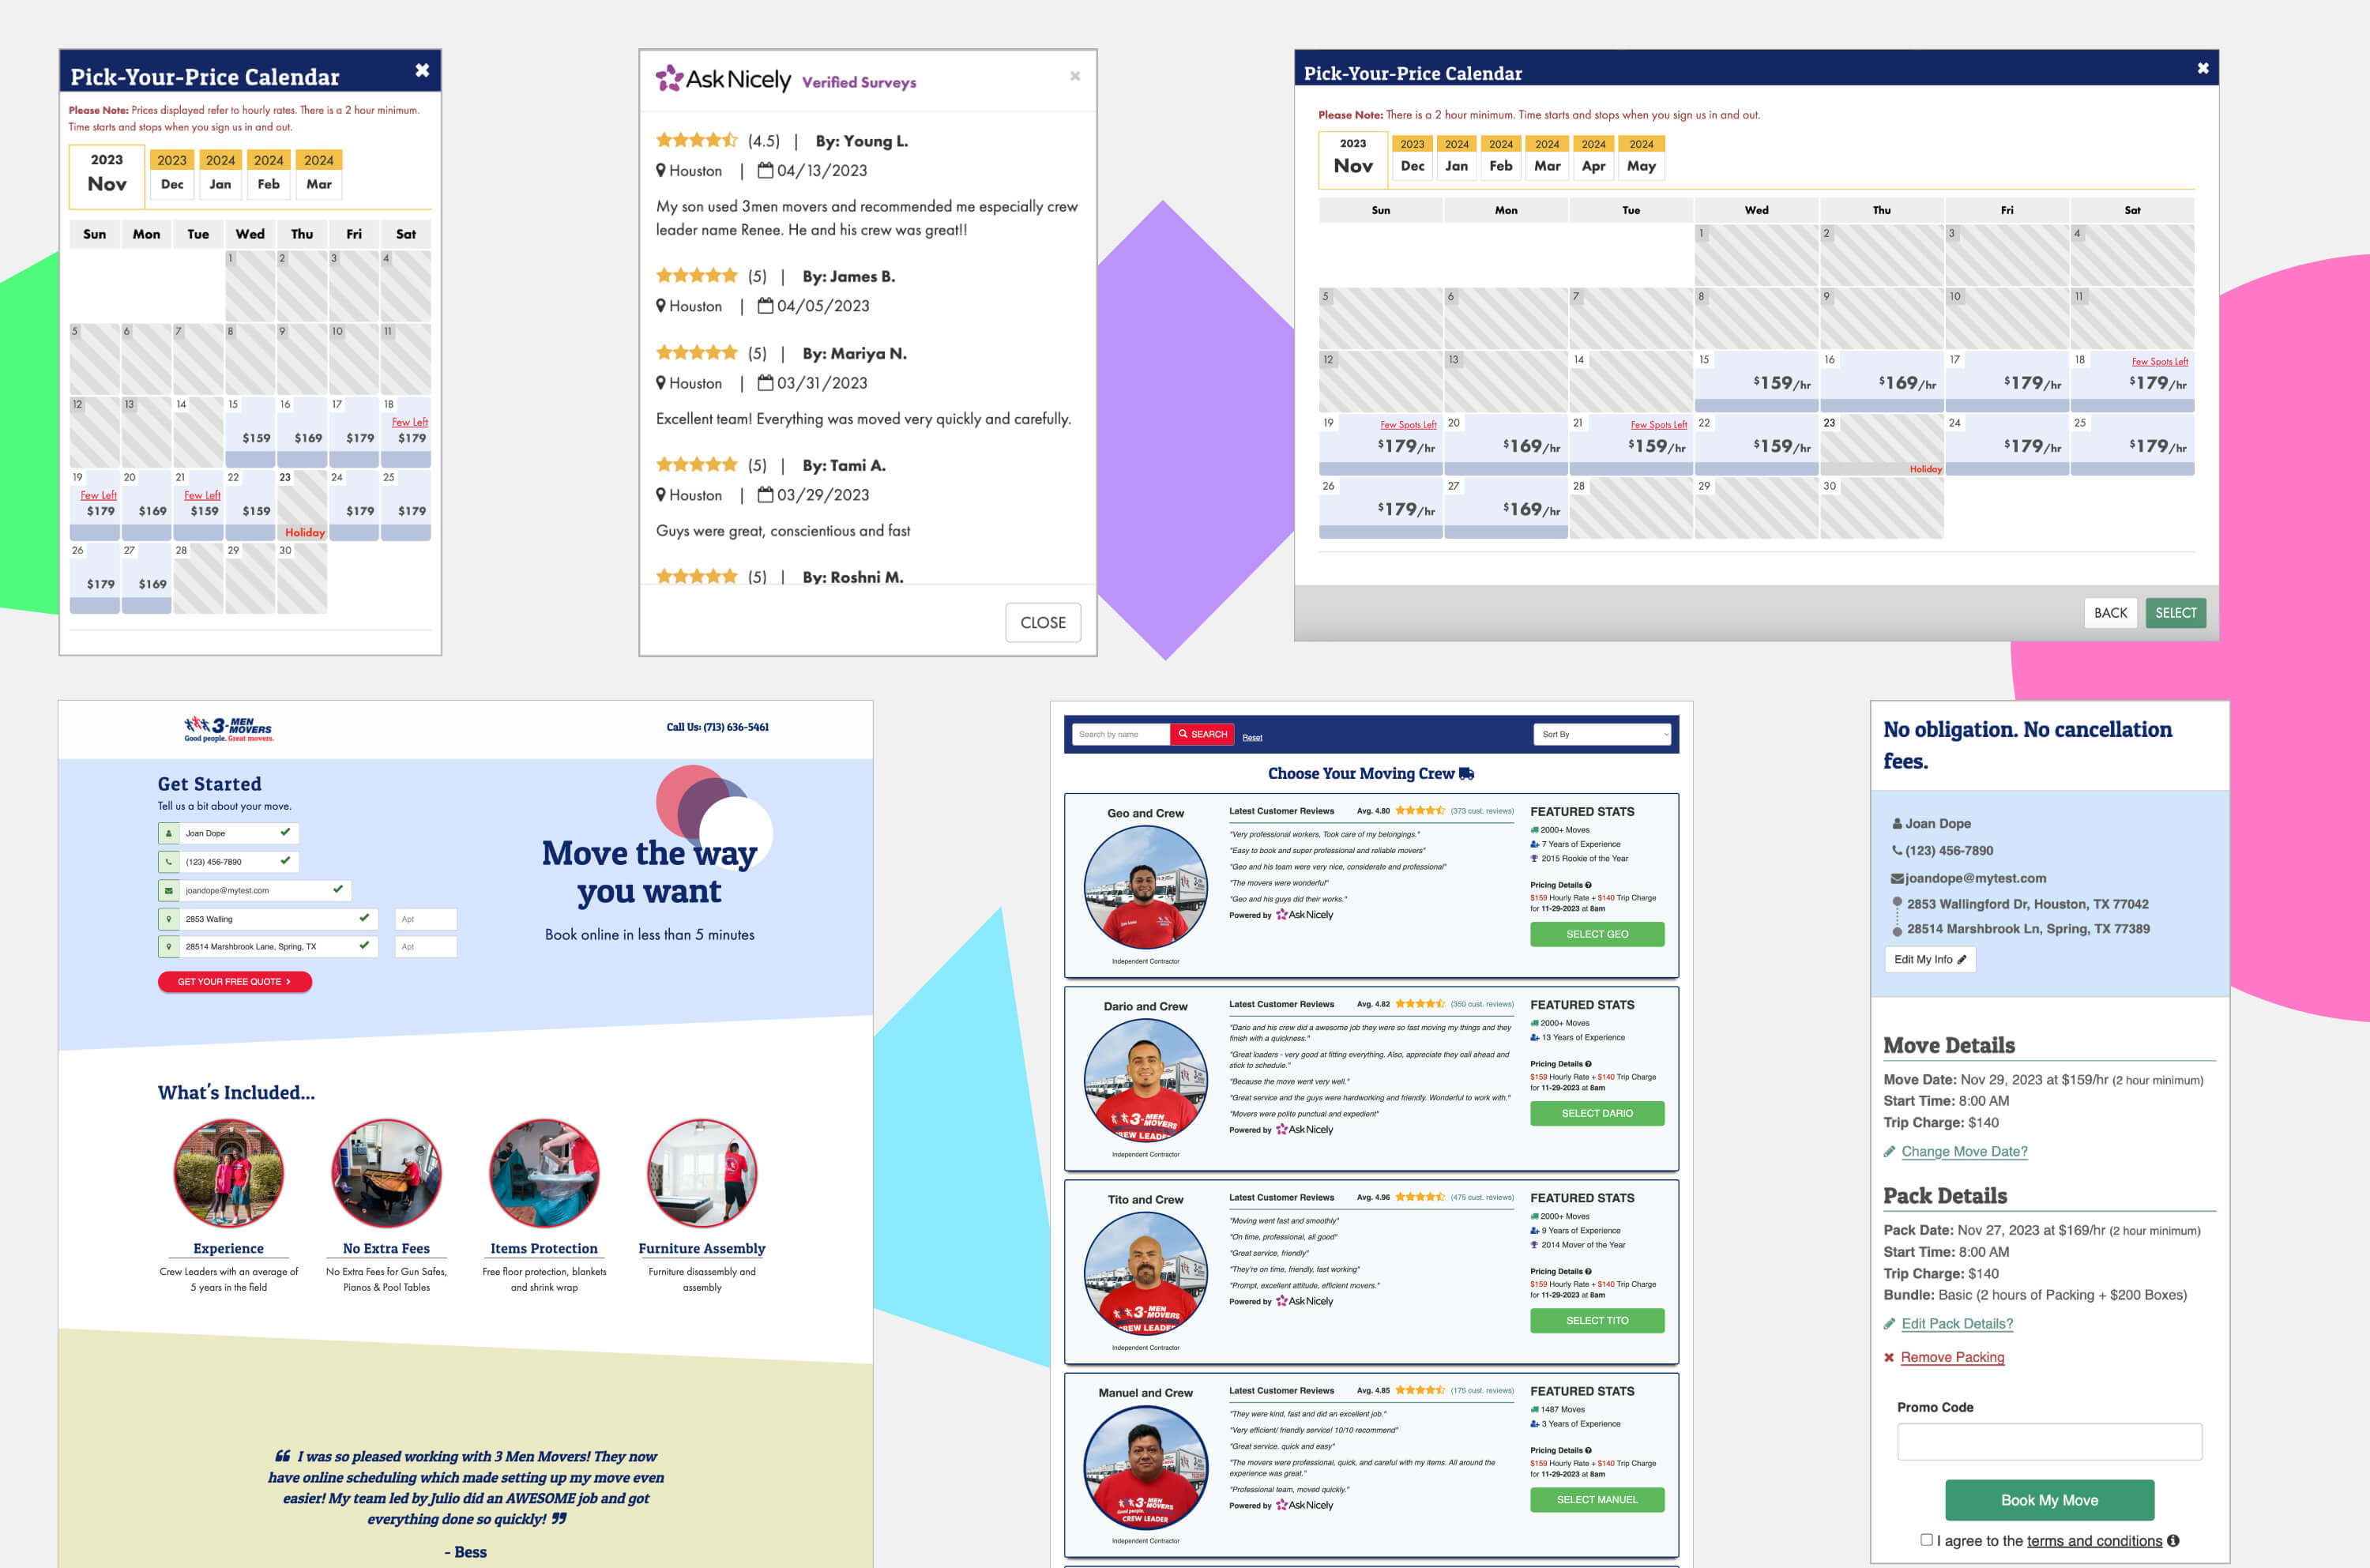 Pick-Your-Price Calendar
Please Note: Prices displayed refer to hourly rates. There is a 2 hour minimum.
Time starts and stops when you sign us in and out.
2023 2023 2024 2024 2024
Nov Dec Jan Feb Mar
Sun Mon Tue Wed Thu Fri Sat
1 2 3 4
5 6 7 8 9 10 11
12 13 14 15 16 17 18
Few Left
$159 $169 $179 $179
19 20 21 22 23 24 25
Few Left Few Left
$179 $169 $159 $159 $179 $179
Holiday
26 27 28 29 30
$179 $169
AskNicely Verified Surveys
(4.5) | By: Young L.
Houston | 04/13/2023
My son used 3men movers and recommended me especially crew
leader name Renee. He and his crew was great!!
(5) | By: James B.
Houston | 04/05/2023
(5) | By: Mariya N.
Houston | 03/31/2023
Excellent team! Everything was moved very quickly and carefully.
(5) | By: Tami A.
Houston | 03/29/2023
Guys were great, conscientious and fast
(5) | By: Roshni M.
CLOSE
Pick-Your-Price Calendar
Please Note: There is a 2 hour minimum. Time starts and stops when you sign us in and out.
2023 2023 2024 2024 2024 2024 2024
Nov Dec Jan Feb Mar Apr May
Sun Mon Tue Wed Thu Fri Sat
1 2 3 4
5 6 7 8 9 10 11
12 13 14 15 16 17 18 Few Spots Left
$159/hr $169/hr $179/hr $179/hr
19 Few Spots Left 20 21 Few Spots Left 22 23 24 25
$179/hr $169/hr $159/hr $159/hr $179/hr $179/hr
Holiday
26 27 28 29 30
$179/hr $169/hr
BACK SELECT
3-MEN MOVERS
Good people. Great movers.
Call Us: (713) 636-5461
Get Started
Tell us a bit about your move.
Joan Dope
(123) 456-7890
joandope@mytest.com
2853 Walling Apt
28514 Marshbrook Lane, Spring, TX Apt
GET YOUR FREE QUOTE >
Move the way
you want
Book online in less than 5 minutes
What's Included...
Experience
Crew Leaders with an average of
5 years in the field
No Extra Fees
No Extra Fees for Gun Safes,
Pianos & Pool Tables
Items Protection
Free floor protection, blankets
and shrink wrap
Furniture Assembly
Furniture disassembly and
assembly
“ I was so pleased working with 3 Men Movers! They now
have online scheduling which made setting up my move even
easier! My team led by Julio did an AWESOME job and got
everything done so quickly! ”
- Bess
Search by name SEARCH Reset Sort By
Choose Your Moving Crew
Geo and Crew
Independent Contractor
Latest Customer Reviews Avg. 4.80 (373 cust. reviews)
"Very professional workers. Took care of my belongings."
"Easy to book and super professional and reliable movers"
"Geo and his team were very nice, considerate and professional"
"The movers were wonderful"
"Geo and his guys did their works."
Powered by AskNicely
FEATURED STATS
2000+ Moves
7 Years of Experience
2015 Rookie of the Year
Pricing Details
$159 Hourly Rate + $140 Trip Charge
for 11-29-2023 at 8am
SELECT GEO
Dario and Crew
3-MEN MOVERS
CREW LEADER
Independent Contractor
Latest Customer Reviews Avg. 4.82 (350 cust. reviews)
"Dario and his crew did a awesome job they were so fast moving my things and they
finish with a quickness."
"Great loaders - very good at fitting everything. Also, appreciate they call ahead and
stick to schedule."
"Because the move went very well."
"Great service and the guys were hardworking and friendly. Wonderful to work with."
"Movers were polite punctual and expedient"
Powered by AskNicely
FEATURED STATS
2000+ Moves
13 Years of Experience
Pricing Details
$159 Hourly Rate + $140 Trip Charge
for 11-29-2023 at 8am
SELECT DARIO
Tito and Crew
3-MEN MOVERS
CREW LEADER
Independent Contractor
Latest Customer Reviews Avg. 4.96 (475 cust. reviews)
"Moving went fast and smoothly"
"On time, professional, all good"
"Great service, friendly"
"They're on time, friendly, fast working"
"Prompt, excellent attitude, efficient movers."
Powered by AskNicely
FEATURED STATS
2000+ Moves
9 Years of Experience
2014 Mover of the Year
Pricing Details
$159 Hourly Rate + $140 Trip Charge
for 11-29-2023 at 8am
SELECT TITO
Manuel and Crew
3-MEN MOVERS
CREW LEADER
Independent Contractor
Latest Customer Reviews Avg. 4.85 (175 cust. reviews)
"They were kind, fast and did an excellent job."
"Very efficient/ friendly service! 10/10 recommend"
"Great service. quick and easy"
"The movers were professional, quick, and careful with my items. All around the
experience was great."
"Professional team, moved quickly."
Powered by AskNicely
FEATURED STATS
1487 Moves
3 Years of Experience
Pricing Details
$159 Hourly Rate + $140 Trip Charge
for 11-29-2023 at 8am
SELECT MANUEL
No obligation. No cancellation
fees.
Joan Dope
(123) 456-7890
joandope@mytest.com
2853 Wallingford Dr, Houston, TX 77042
28514 Marshbrook Ln, Spring, TX 77389
Edit My Info
Move Details
Move Date: Nov 29, 2023 at $159/hr (2 hour minimum)
Start Time: 8:00 AM
Trip Charge: $140
Change Move Date?
Pack Details
Pack Date: Nov 27, 2023 at $169/hr (2 hour minimum)
Start Time: 8:00 AM
Trip Charge: $140
Bundle: Basic (2 hours of Packing + $200 Boxes)
Edit Pack Details?
Remove Packing
Promo Code
Book My Move
I agree to the terms and conditions